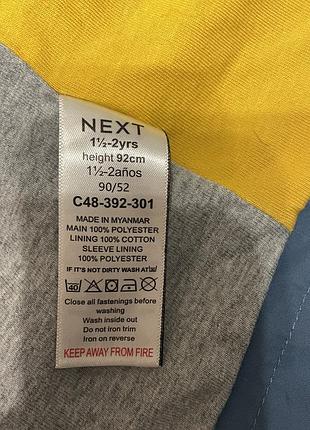 NEXT
1½-2yrs
height 92cm
1½-2años
90/52
C48-392-301
MADE IN MYANMAR
MAIN 100% POLYESTER
LINING 100% COTTON
SLEEVE LINING
100% POLYESTER
IF IT'S NOT DIRTY WASH AT
40
Close all fastenings before
washing
Wash inside out
Do not iron trim
Iron on reverse
KEEP AWAY FROM FIRE